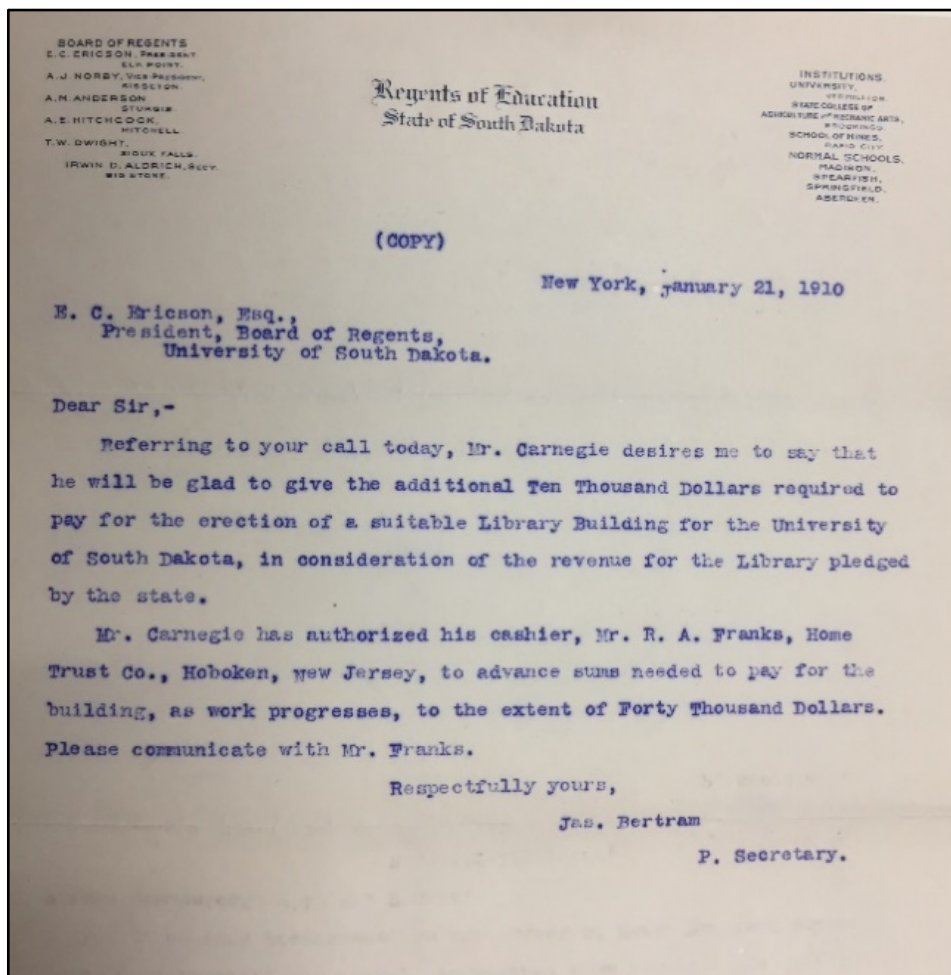 BOARD OF REGENTS
E. C. ERICSON, PRESIDENT
ELK POINT.
A. J. NORBY, VICE-PRESIDENT,
SISSETON.
A. M. ANDERSON
STURGIS.
A. E. HITCHCOCK,
MITCHELL.
T. W. DWIGHT,
SIOUX FALLS.
IRWIN D. ALDRICH, SECY.
BIG STONE.
Regents of Education
State of South Dakota
INSTITUTIONS.
UNIVERSITY,
VERMILLION
STATE COLLEGE OF
AGRICULTURE AND MECHANIC ARTS,
BROOKINGS
SCHOOL OF MINES,
RAPID CITY
NORMAL SCHOOLS,
MADISON,
SPEARFISH,
SPRINGFIELD,
ABERDEEN.
(COPY)
New York, January 21, 1910
E. C. Ericson, Esq.,
President, Board of Regents,
University of South Dakota.
Dear Sir,-
Referring to your call today, Mr. Carnegie desires me to say that
he will be glad to give the additional Ten Thousand Dollars required to
pay for the erection of a suitable Library Building for the University
of South Dakota, in consideration of the revenue for the Library pledged
by the state.
Mr. Carnegie has authorized his cashier, Mr. R. A. Franks, Home
Trust Co., Hoboken, New Jersey, to advance sums needed to pay for the
building, as work progresses, to the extent of Forty Thousand Dollars.
Please communicate with Mr. Franks.
Respectfully yours,
Jas. Bertram
P. Secretary.